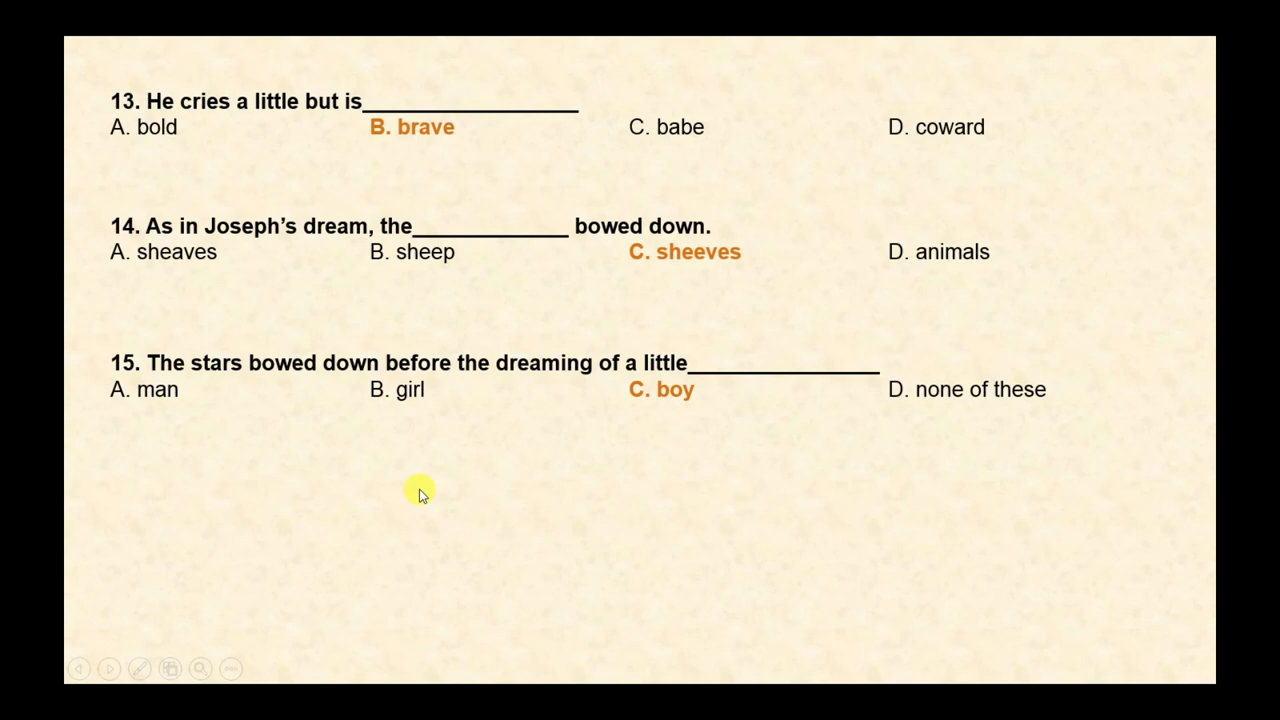 13. He cries a little but is__________________
A. bold B. brave C. babe D. coward
14. As in Joseph’s dream, the_____________ bowed down.
A. sheaves B. sheep C. sheeves D. animals
15. The stars bowed down before the dreaming of a little________________
A. man B. girl C. boy D. none of these